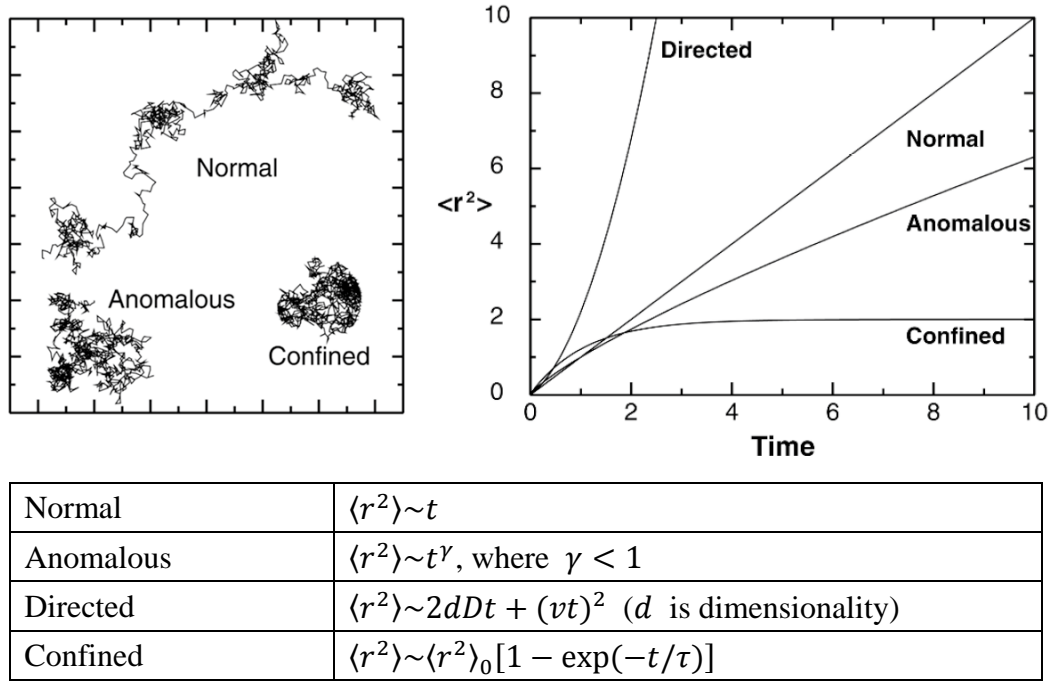 Normal
Anomalous
Confined
10
8
6
4
2
0
<r²>
Directed
Normal
Anomalous
Confined
0 2 4 6 8 10
Time
Normal ⟨r²⟩~t
Anomalous ⟨r²⟩~t^γ, where γ < 1
Directed ⟨r²⟩~2dDt + (vt)² (d is dimensionality)
Confined ⟨r²⟩~⟨r²⟩₀[1 − exp(−t/τ)]